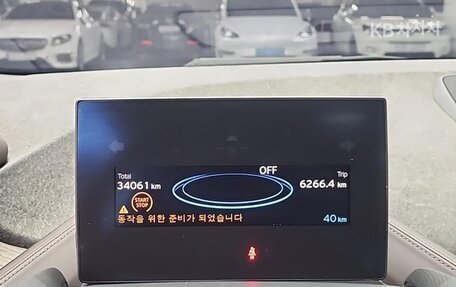 KB차차차
OFF
Total
34061 km
Trip
6266.4 km
START
STOP
동작을 위한 준비가 되었습니다
40 km